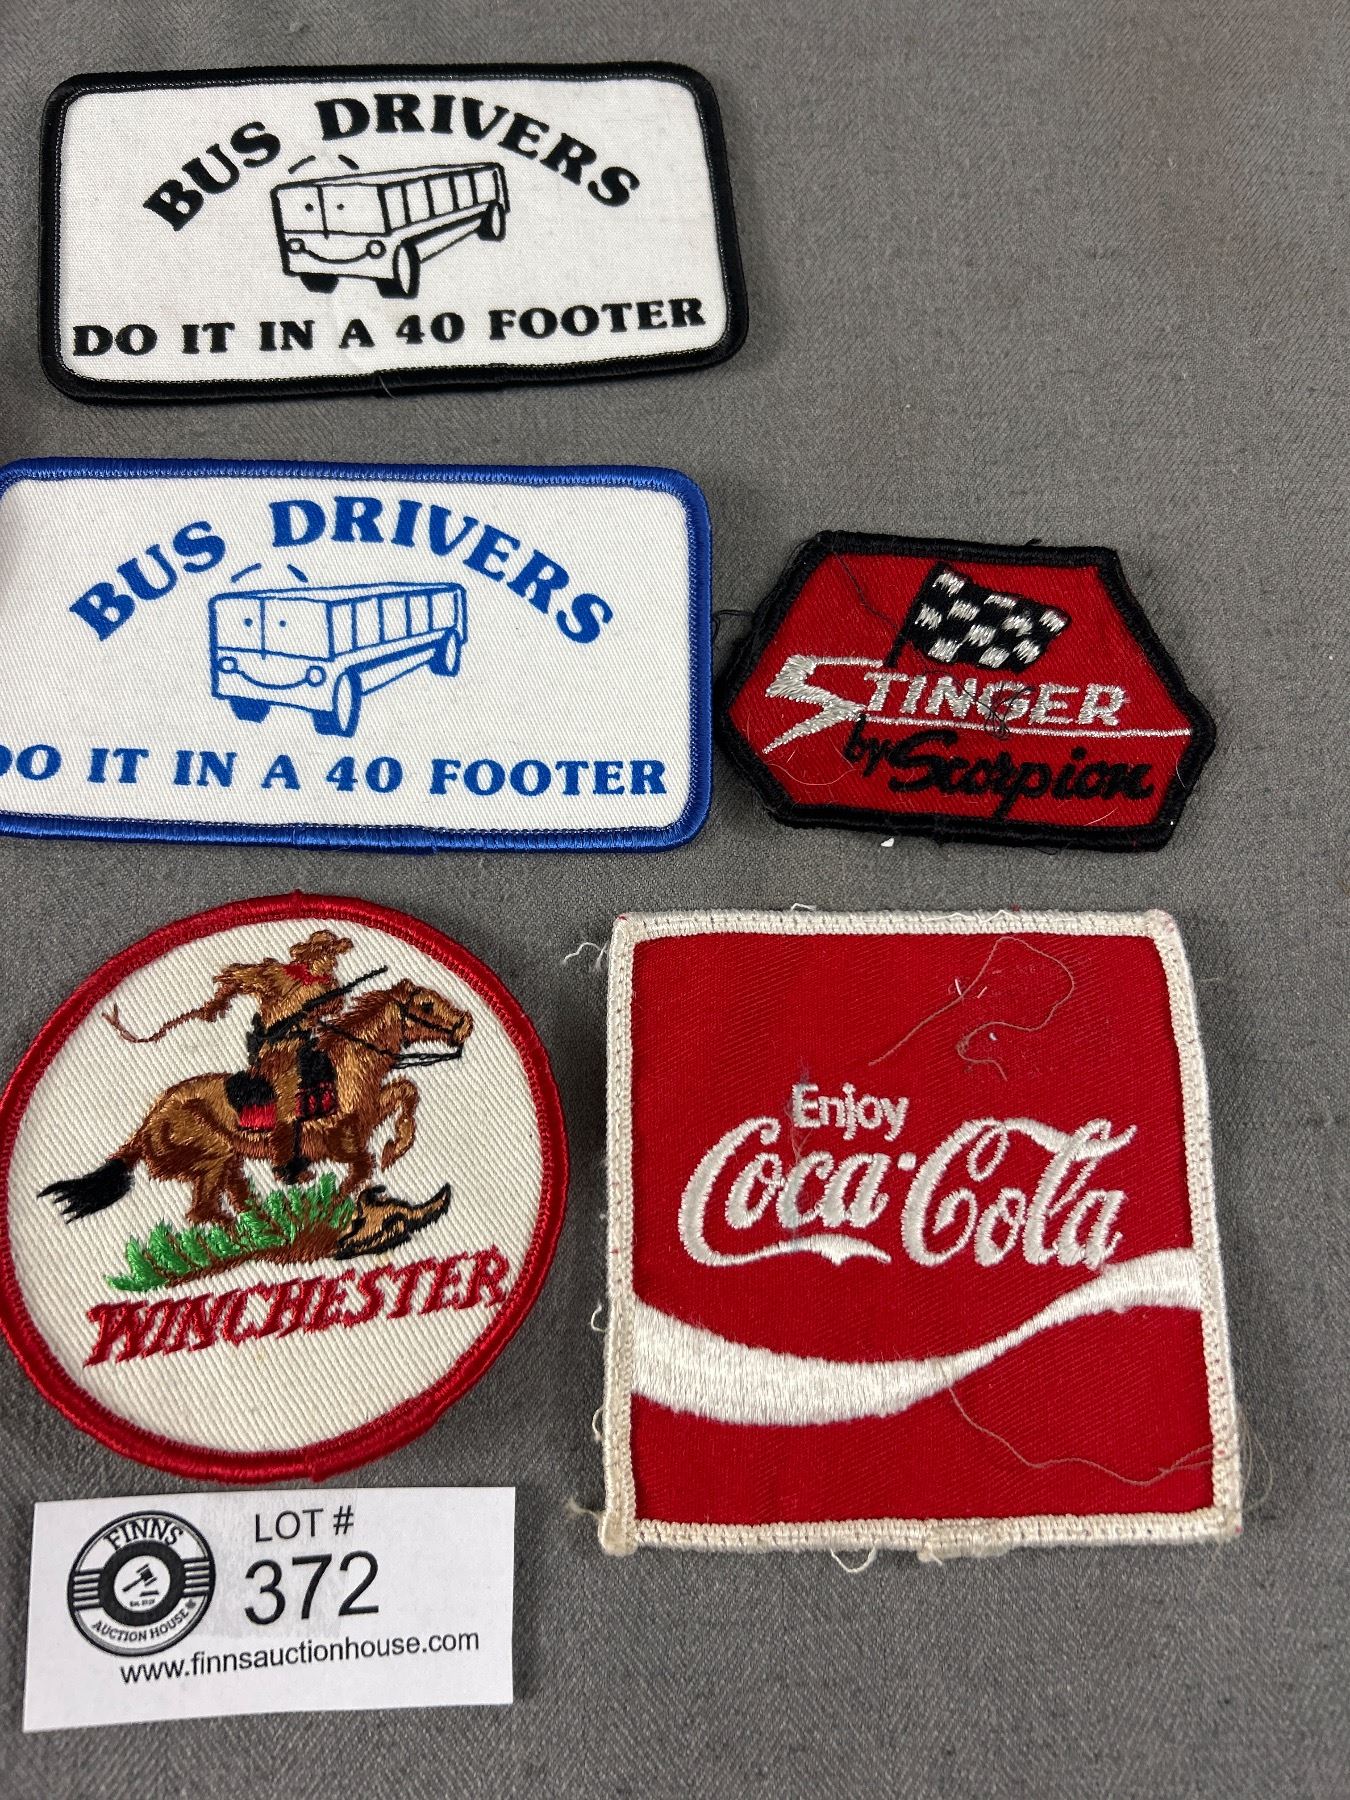 BUS DRIVERS
DO IT IN A 40 FOOTER
BUS DRIVERS
DO IT IN A 40 FOOTER
STINGER
by Scorpion
WINCHESTER
Enjoy
Coca-Cola
FINNS
AUCTION HOUSE
LOT #
372
www.finnsauctionhouse.com